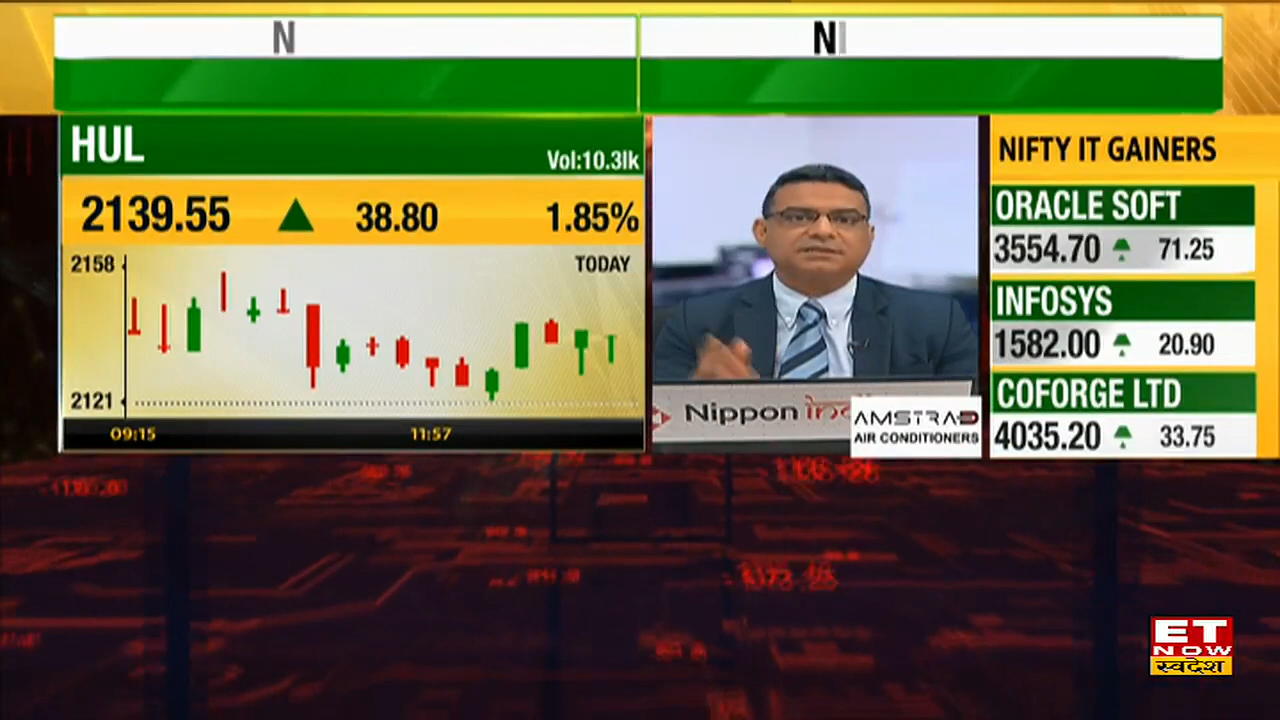 N
N
HUL
Vol:10.3lk
2139.55 38.80 1.85%
2158
TODAY
2121
09:15 11:57
Nippon
AMSTRAD
AIR CONDITIONERS
NIFTY IT GAINERS
ORACLE SOFT
3554.70 71.25
INFOSYS
1582.00 20.90
COFORGE LTD
4035.20 33.75
ET
NOW
स्वदेश